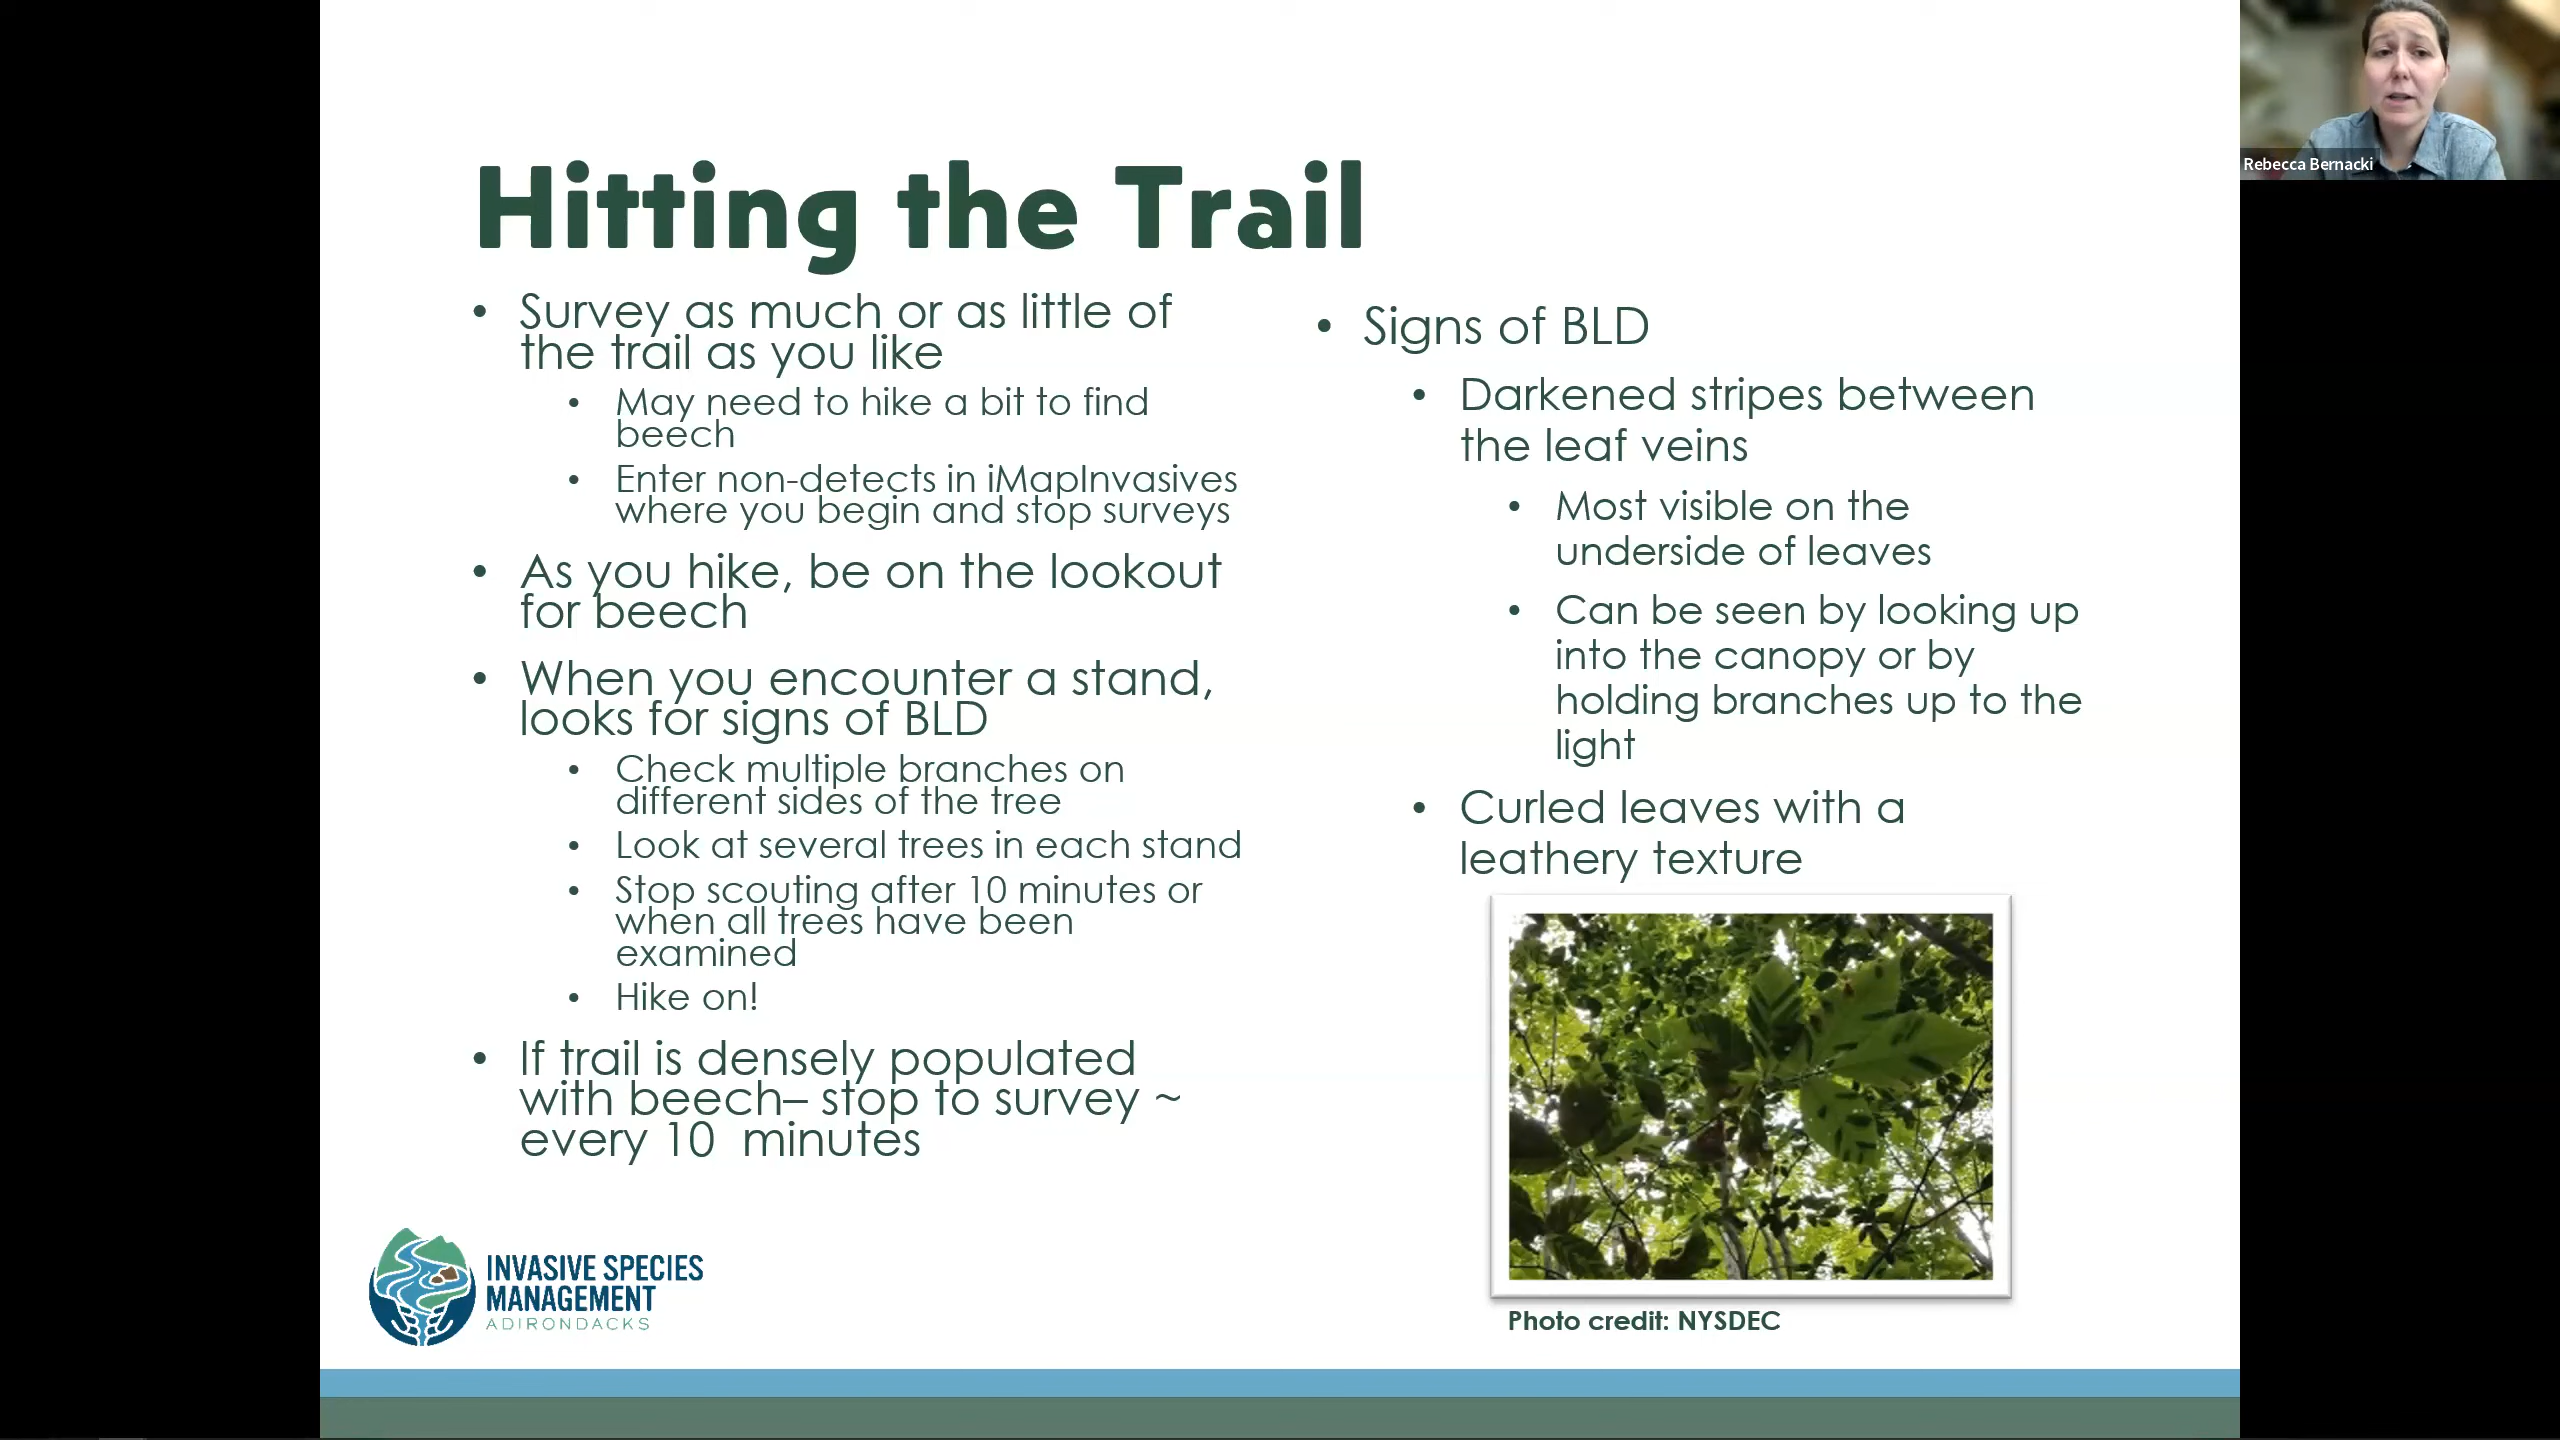 Rebecca Bernacki
Hitting the Trail
• Survey as much or as little of
the trail as you like
• May need to hike a bit to find
beech
• Enter non-detects in iMapInvasives
where you begin and stop surveys
• As you hike, be on the lookout
for beech
• When you encounter a stand,
looks for signs of BLD
• Check multiple branches on
different sides of the tree
• Look at several trees in each stand
• Stop scouting after 10 minutes or
when all trees have been
examined
• Hike on!
• If trail is densely populated
with beech– stop to survey ~
every 10  minutes
• Signs of BLD
• Darkened stripes between
the leaf veins
• Most visible on the
underside of leaves
• Can be seen by looking up
into the canopy or by
holding branches up to the
light
• Curled leaves with a
leathery texture
Photo credit: NYSDEC
INVASIVE SPECIES
MANAGEMENT
ADIRONDACKS